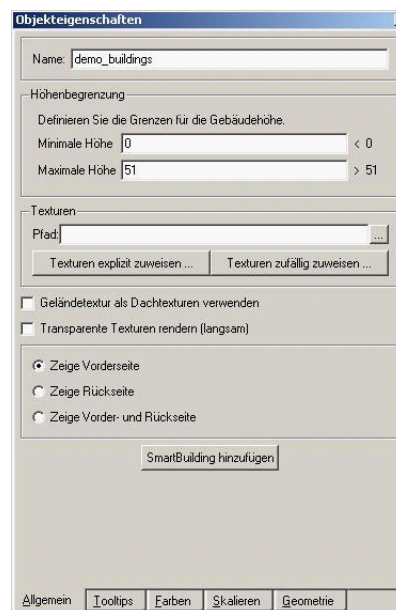 Objekteigenschaften
Name: demo_buildings
Höhenbegrenzung
Definieren Sie die Grenzen für die Gebäudehöhe.
Minimale Höhe 0 < 0
Maximale Höhe 51 > 51
Texturen
Pfad: ...
Texturen explizit zuweisen ... Texturen zufällig zuweisen ...
Geländetextur als Dachtexturen verwenden
Transparente Texturen rendern (langsam)
Zeige Vorderseite
Zeige Rückseite
Zeige Vorder- und Rückseite
SmartBuilding hinzufügen
Allgemein Tooltips Farben Skalieren Geometrie